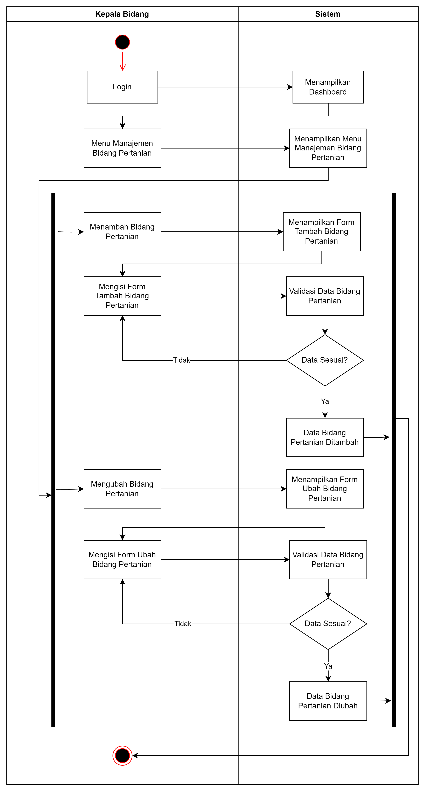 Kepala Bidang
Sistem
Login
Menampilkan
Dashboard
Menu Manajemen
Bidang Pertanian
Menampilkan Menu
Manajemen Bidang
Pertanian
Menambah Bidang
Pertanian
Menampilkan Form
Tambah Bidang
Pertanian
Mengisi Form
Tambah Bidang
Pertanian
Validasi Data Bidang
Pertanian
Tidak
Data Sesuai?
Ya
Data Bidang
Pertanian Ditambah
Mengubah Bidang
Pertanian
Menampilkan Form
Ubah Bidang
Pertanian
Mengisi Form Ubah
Bidang Pertanian
Validasi Data Bidang
Pertanian
Tidak
Data Sesuai?
Ya
Data Bidang
Pertanian Diubah